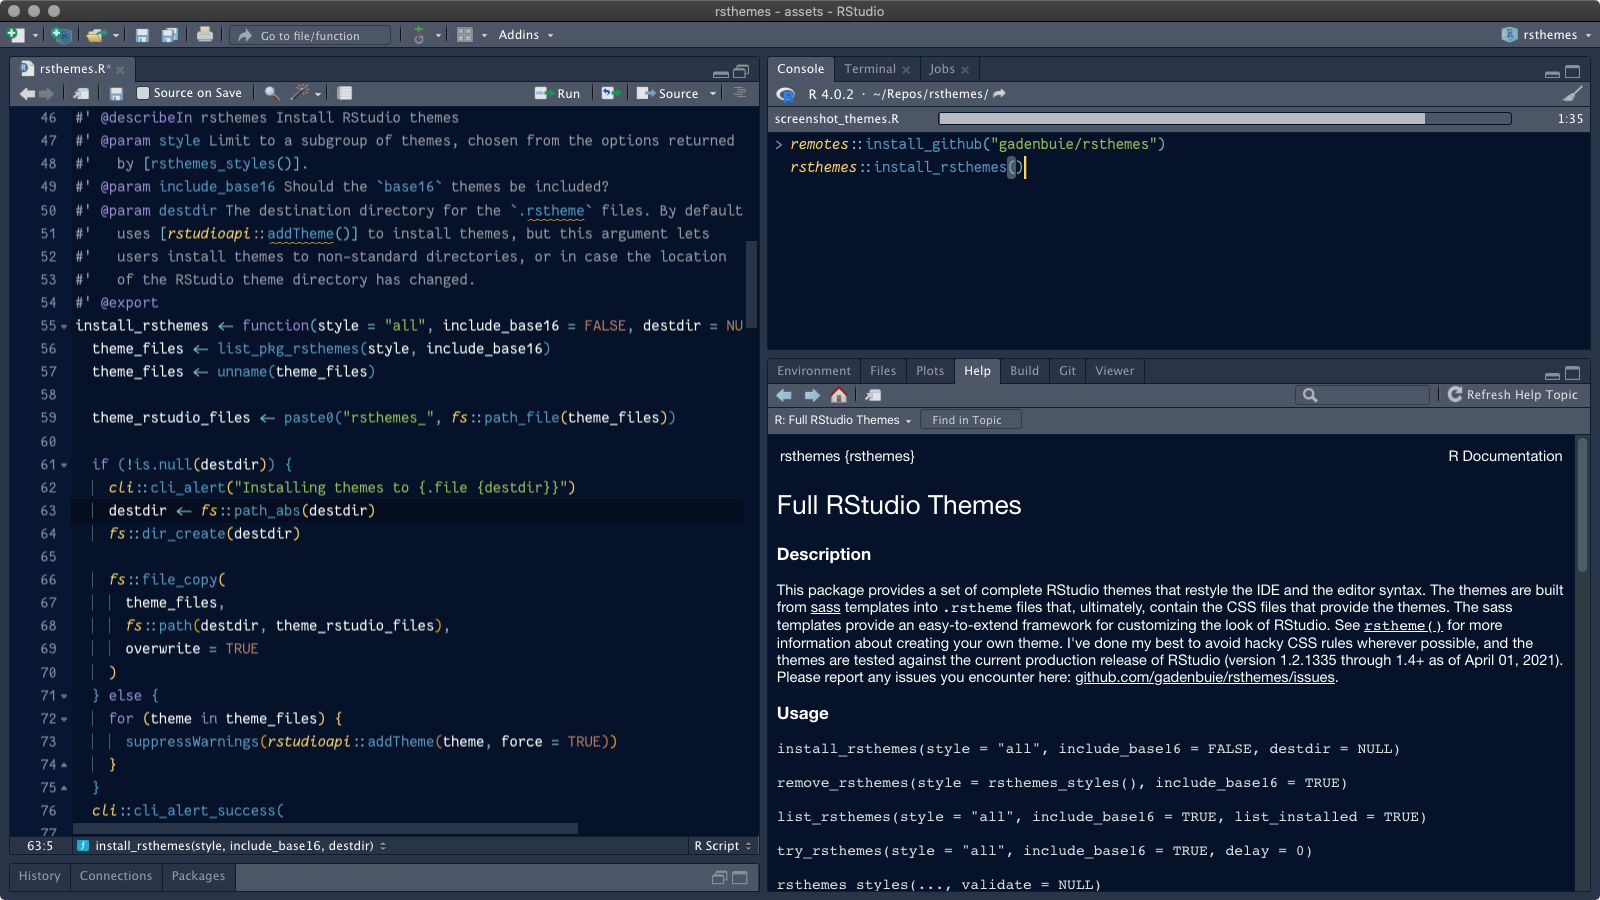 rsthemes - assets - RStudio
Go to file/function
Addins
rsthemes
rsthemes.R*
Source on Save
Run
Source
46 #' @describeIn rsthemes Install RStudio themes
47 #' @param style Limit to a subgroup of themes, chosen from the options returned
48 #'   by [rsthemes_styles()].
49 #' @param include_base16 Should the `base16` themes be included?
50 #' @param destdir The destination directory for the `.rstheme` files. By default
51 #'   uses [rstudioapi::addTheme()] to install themes, but this argument lets
52 #'   users install themes to non-standard directories, or in case the location
53 #'   of the RStudio theme directory has changed.
54 #' @export
55 install_rsthemes <- function(style = "all", include_base16 = FALSE, destdir = NU
56   theme_files <- list_pkg_rsthemes(style, include_base16)
57   theme_files <- unname(theme_files)
58
59   theme_rstudio_files <- paste0("rsthemes_", fs::path_file(theme_files))
60
61   if (!is.null(destdir)) {
62     cli::cli_alert("Installing themes to {.file {destdir}}")
63     destdir <- fs::path_abs(destdir)
64     fs::dir_create(destdir)
65
66     fs::file_copy(
67       theme_files,
68       fs::path(destdir, theme_rstudio_files),
69       overwrite = TRUE
70     )
71   } else {
72     for (theme in theme_files) {
73       suppressWarnings(rstudioapi::addTheme(theme, force = TRUE))
74     }
75   }
76   cli::cli_alert_success(
77
63:5 install_rsthemes(style, include_base16, destdir)
R Script
History Connections Packages
Console Terminal Jobs
R 4.0.2 · ~/Repos/rsthemes/
screenshot_themes.R 1:35
> remotes::install_github("gadenbuie/rsthemes")
rsthemes::install_rsthemes()
Environment Files Plots Help Build Git Viewer
Refresh Help Topic
R: Full RStudio Themes
Find in Topic
rsthemes {rsthemes} R Documentation
Full RStudio Themes
Description
This package provides a set of complete RStudio themes that restyle the IDE and the editor syntax. The themes are built
from sass templates into .rstheme files that, ultimately, contain the CSS files that provide the themes. The sass
templates provide an easy-to-extend framework for customizing the look of RStudio. See rstheme() for more
information about creating your own theme. I've done my best to avoid hacky CSS rules wherever possible, and the
themes are tested against the current production release of RStudio (version 1.2.1335 through 1.4+ as of April 01, 2021).
Please report any issues you encounter here: github.com/gadenbuie/rsthemes/issues.
Usage
install_rsthemes(style = "all", include_base16 = FALSE, destdir = NULL)
remove_rsthemes(style = rsthemes_styles(), include_base16 = TRUE)
list_rsthemes(style = "all", include_base16 = TRUE, list_installed = TRUE)
try_rsthemes(style = "all", include_base16 = TRUE, delay = 0)
rsthemes_styles(..., validate = NULL)